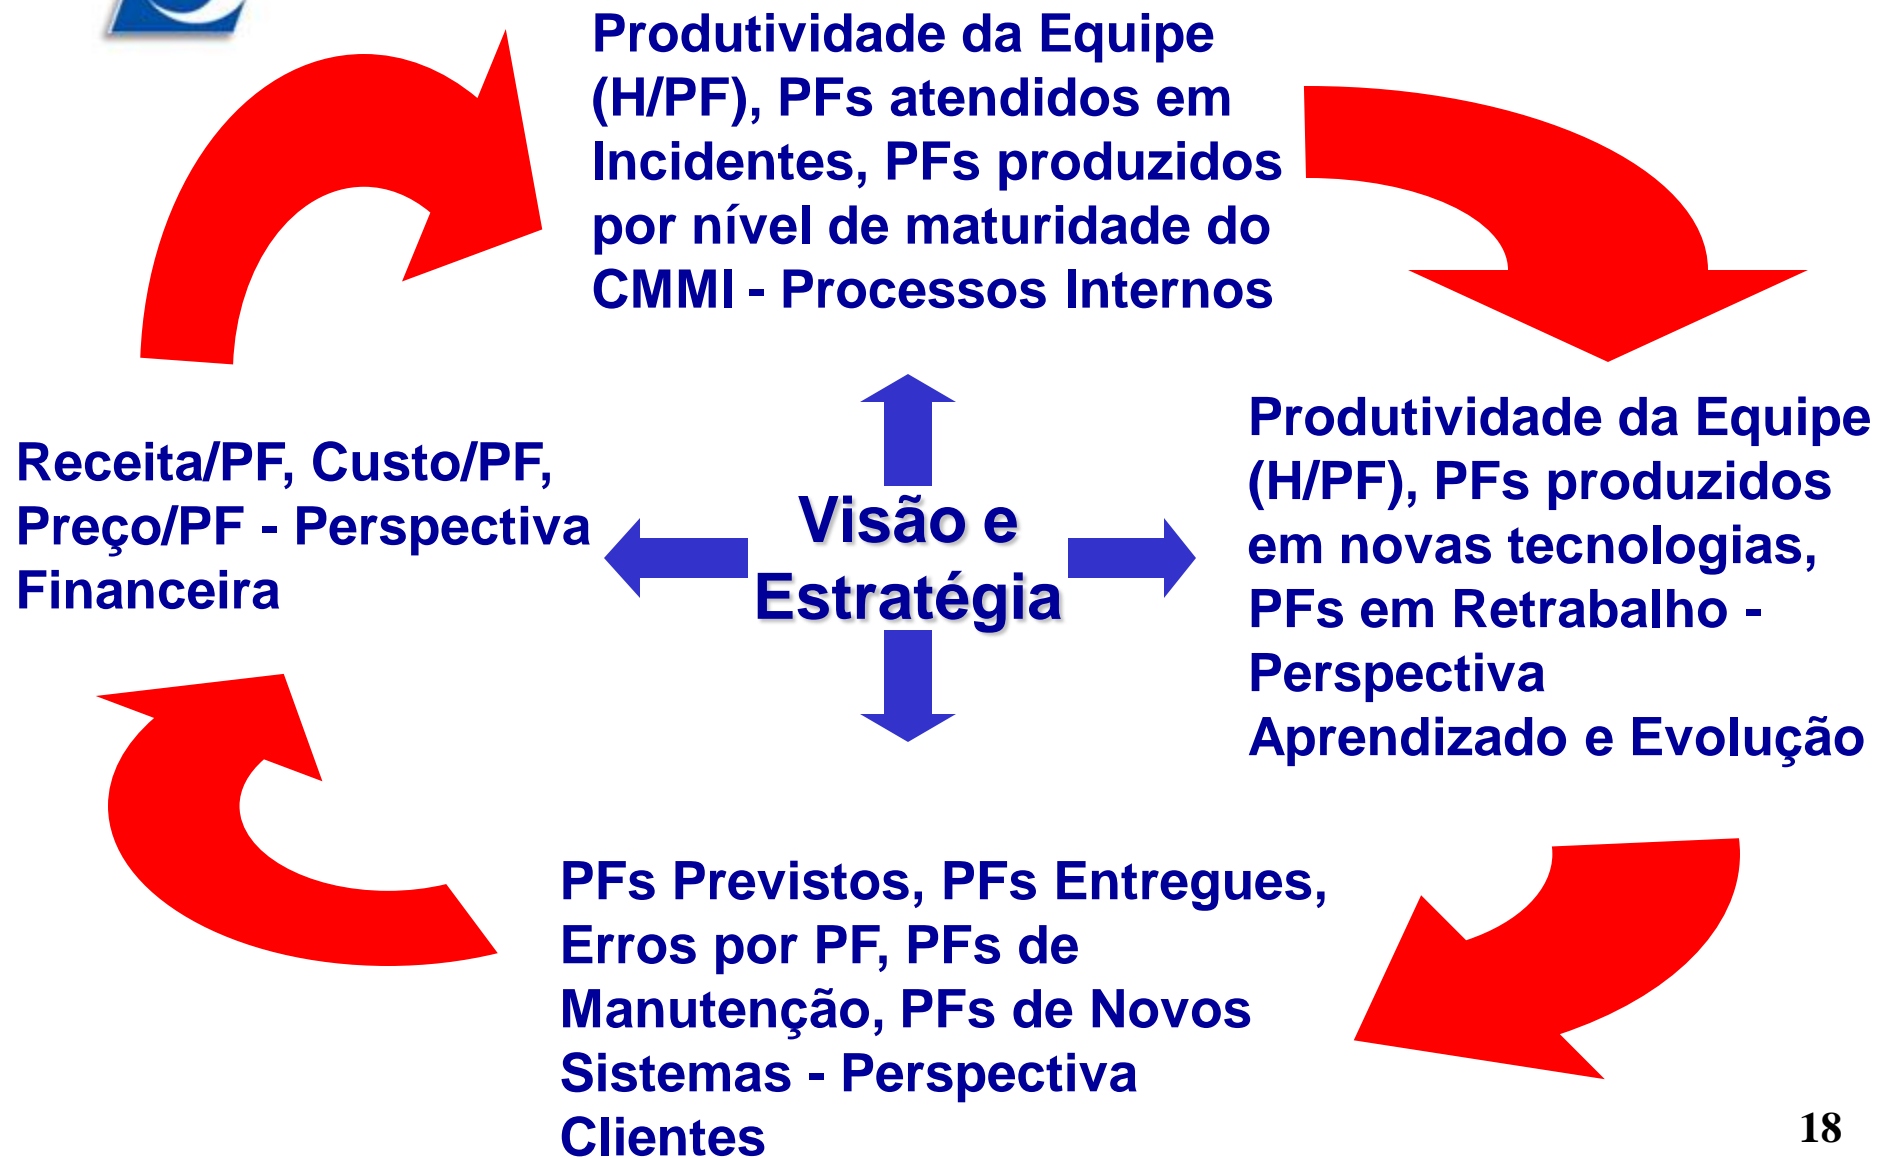 Produtividade da Equipe
(H/PF), PFs atendidos em
Incidentes, PFs produzidos
por nível de maturidade do
CMMI - Processos Internos
Receita/PF, Custo/PF,
Preço/PF - Perspectiva
Financeira
Visão e
Estratégia
Produtividade da Equipe
(H/PF), PFs produzidos
em novas tecnologias,
PFs em Retrabalho -
Perspectiva
Aprendizado e Evolução
PFs Previstos, PFs Entregues,
Erros por PF, PFs de
Manutenção, PFs de Novos
Sistemas - Perspectiva
Clientes
18